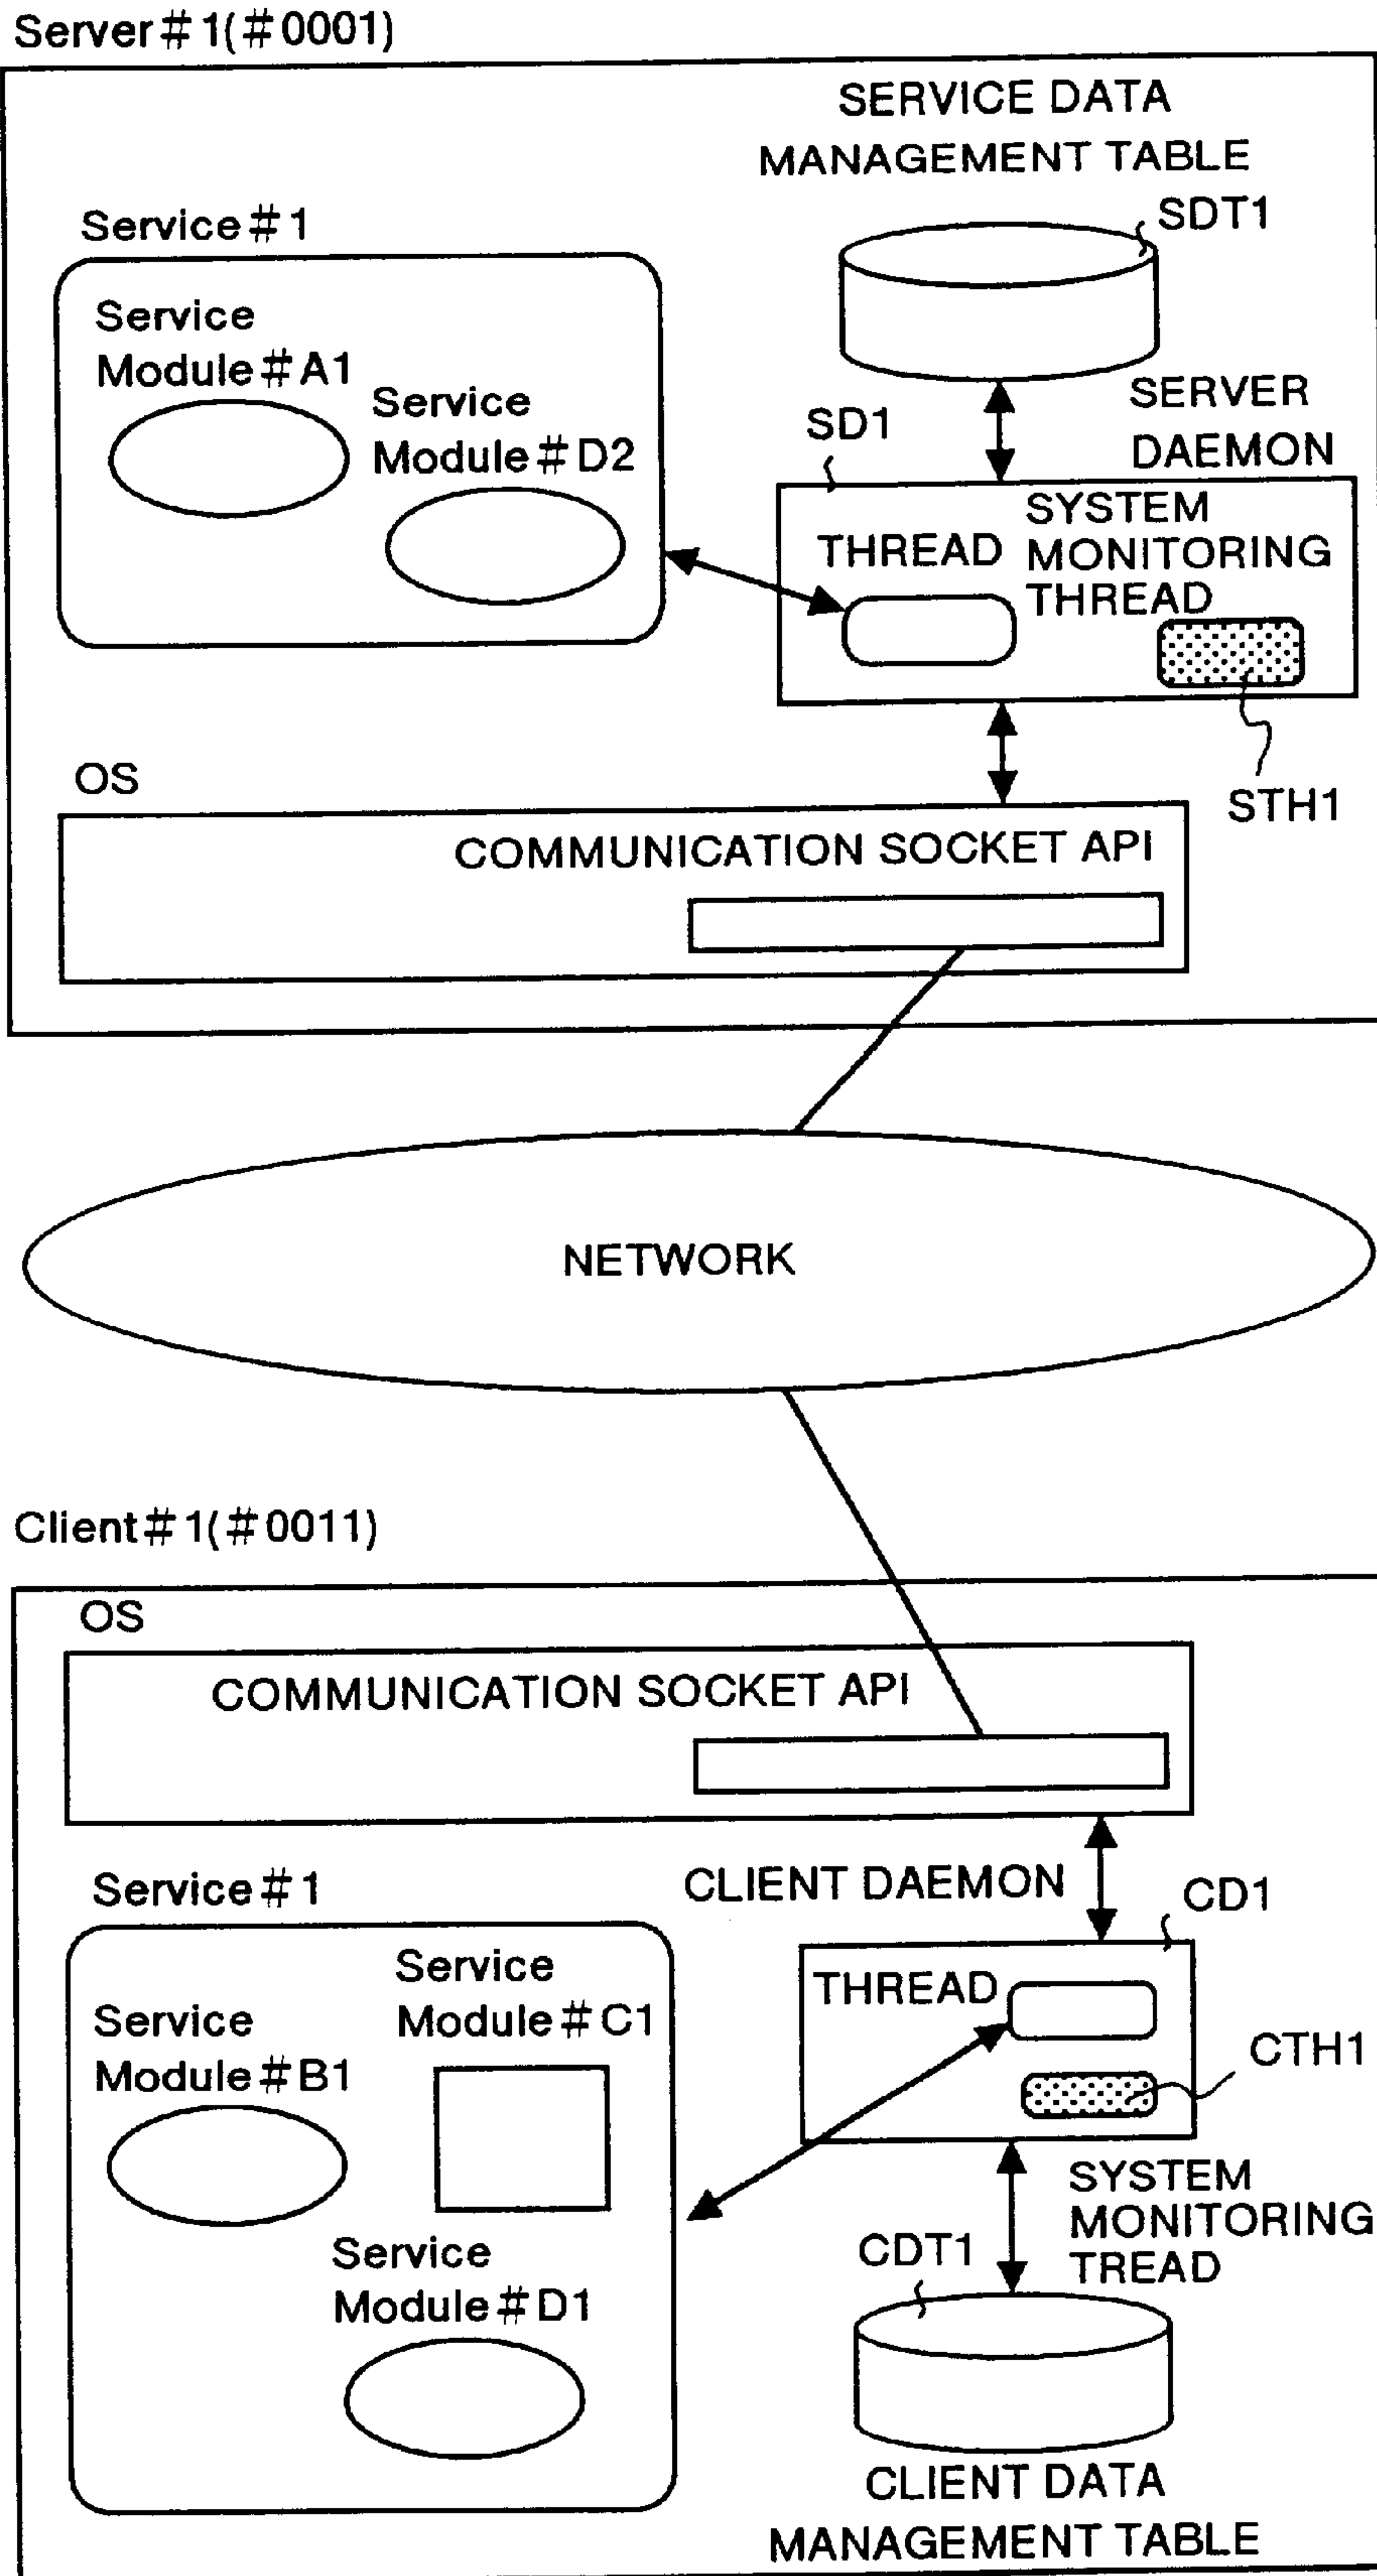 Server#1(#0001)
SERVICE DATA
MANAGEMENT TABLE
SDT1
Service#1
Service
Module#A1
Service
Module#D2
SD1
SERVER
DAEMON
THREAD
SYSTEM
MONITORING
THREAD
STH1
OS
COMMUNICATION SOCKET API
NETWORK
Client#1(#0011)
OS
COMMUNICATION SOCKET API
Service#1
CLIENT DAEMON
CD1
Service
Module#C1
Service
Module#B1
THREAD
CTH1
Service
Module#D1
SYSTEM
MONITORING
TREAD
CDT1
CLIENT DATA
MANAGEMENT TABLE